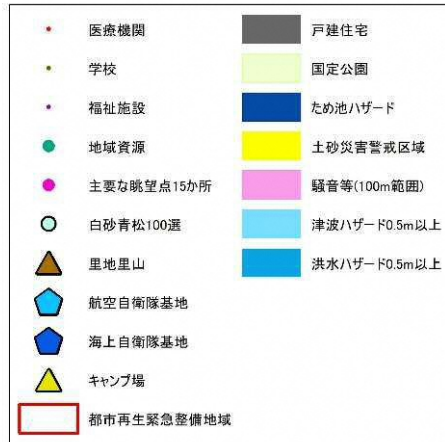 医療機関
学校
福祉施設
地域資源
主要な眺望点15か所
白砂青松100選
里地里山
航空自衛隊基地
海上自衛隊基地
キャンプ場
都市再生緊急整備地域
戸建住宅
国定公園
ため池ハザード
土砂災害警戒区域
騒音等(100m範囲)
津波ハザード0.5m以上
洪水ハザード0.5m以上